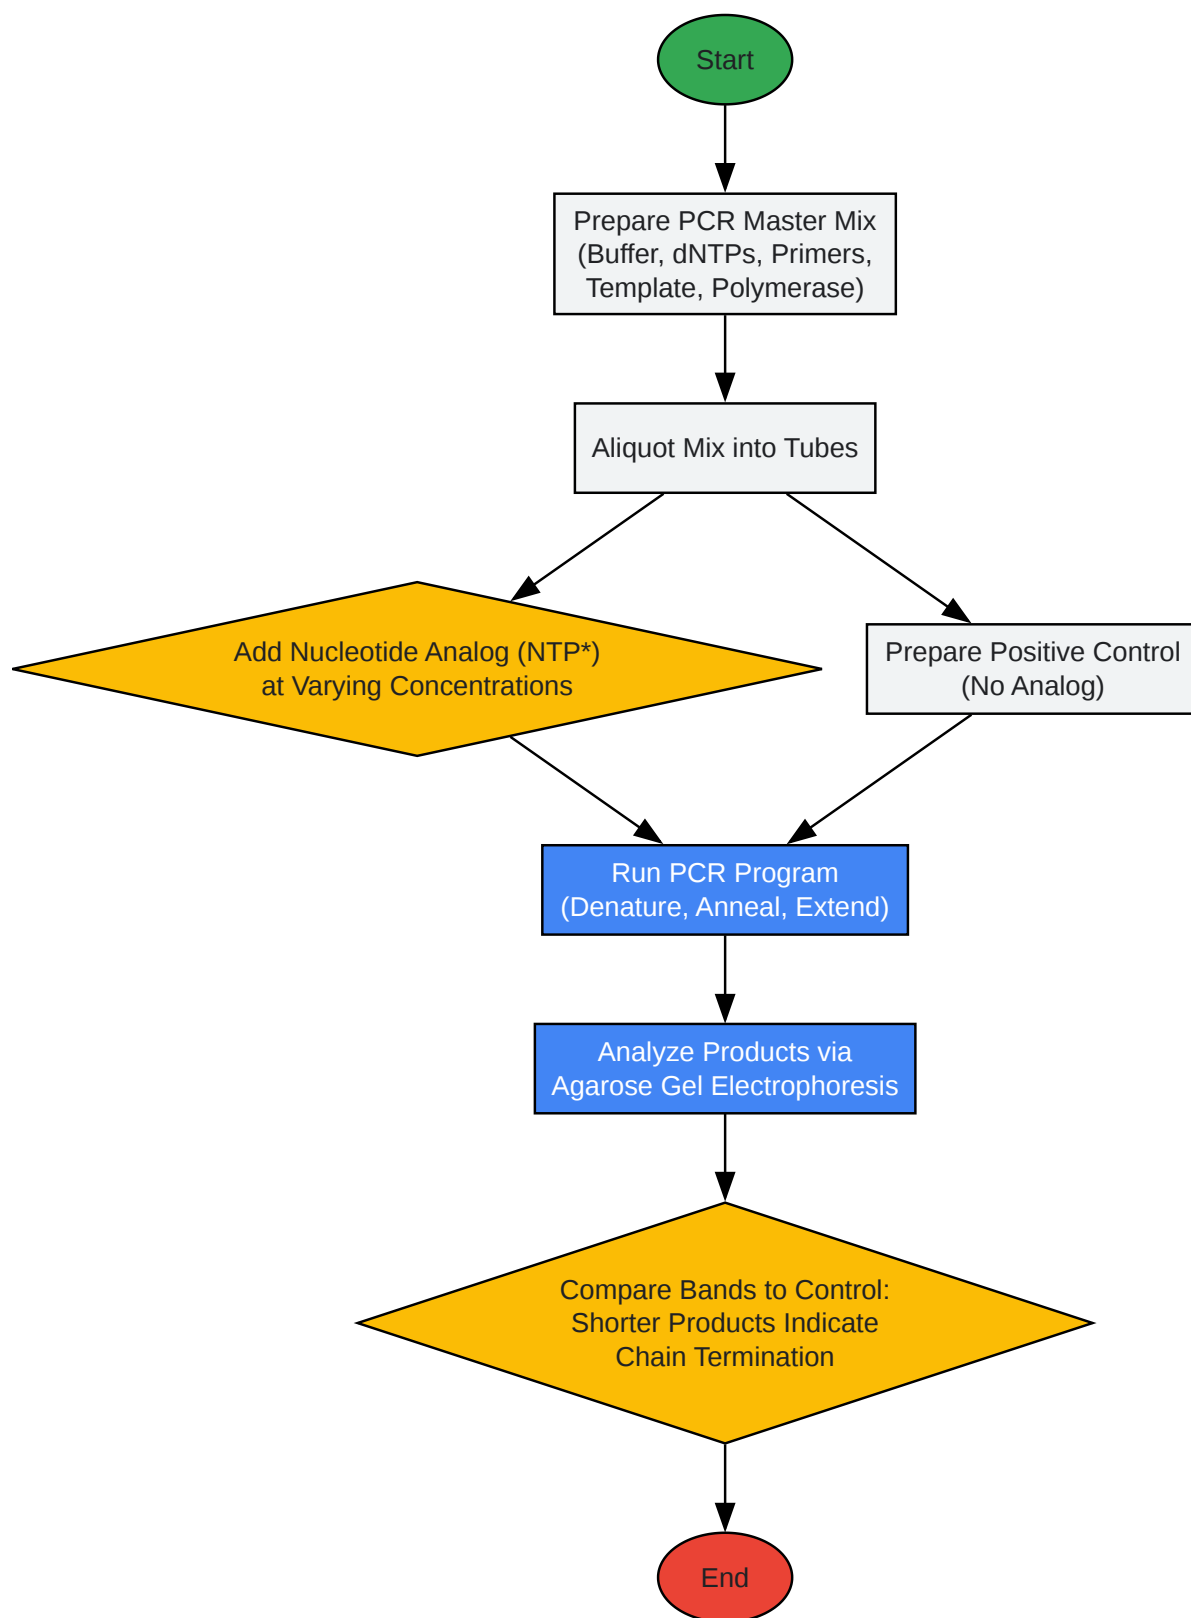 Start
Prepare PCR Master Mix
(Buffer, dNTPs, Primers,
Template, Polymerase)
Aliquot Mix into Tubes
Add Nucleotide Analog (NTP*)
at Varying Concentrations
Prepare Positive Control
(No Analog)
Run PCR Program
(Denature, Anneal, Extend)
Analyze Products via
Agarose Gel Electrophoresis
Compare Bands to Control:
Shorter Products Indicate
Chain Termination
End